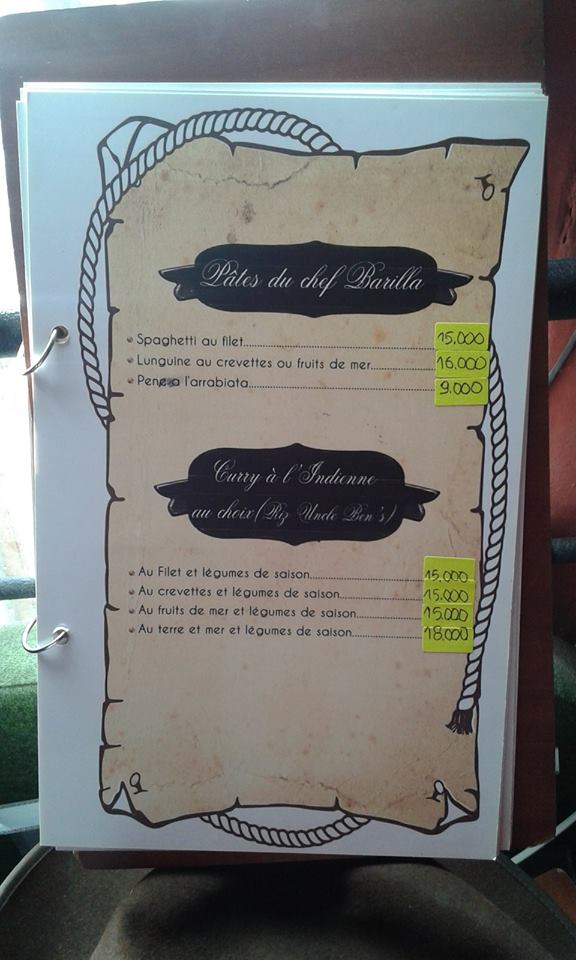 Pâtes du chef Barilla
Spaghetti au filet 15.000
Lunguine au crevettes ou fruits de mer 16.000
Pene a l'arrabiata 9.000
Curry à l'Indienne
au choix (Riz Uncle Ben's)
Au Filet et légumes de saison 15.000
Au crevettes et légumes de saison 15.000
Au fruits de mer et légumes de saison 15.000
Au terre et mer et légumes de saison 18.000